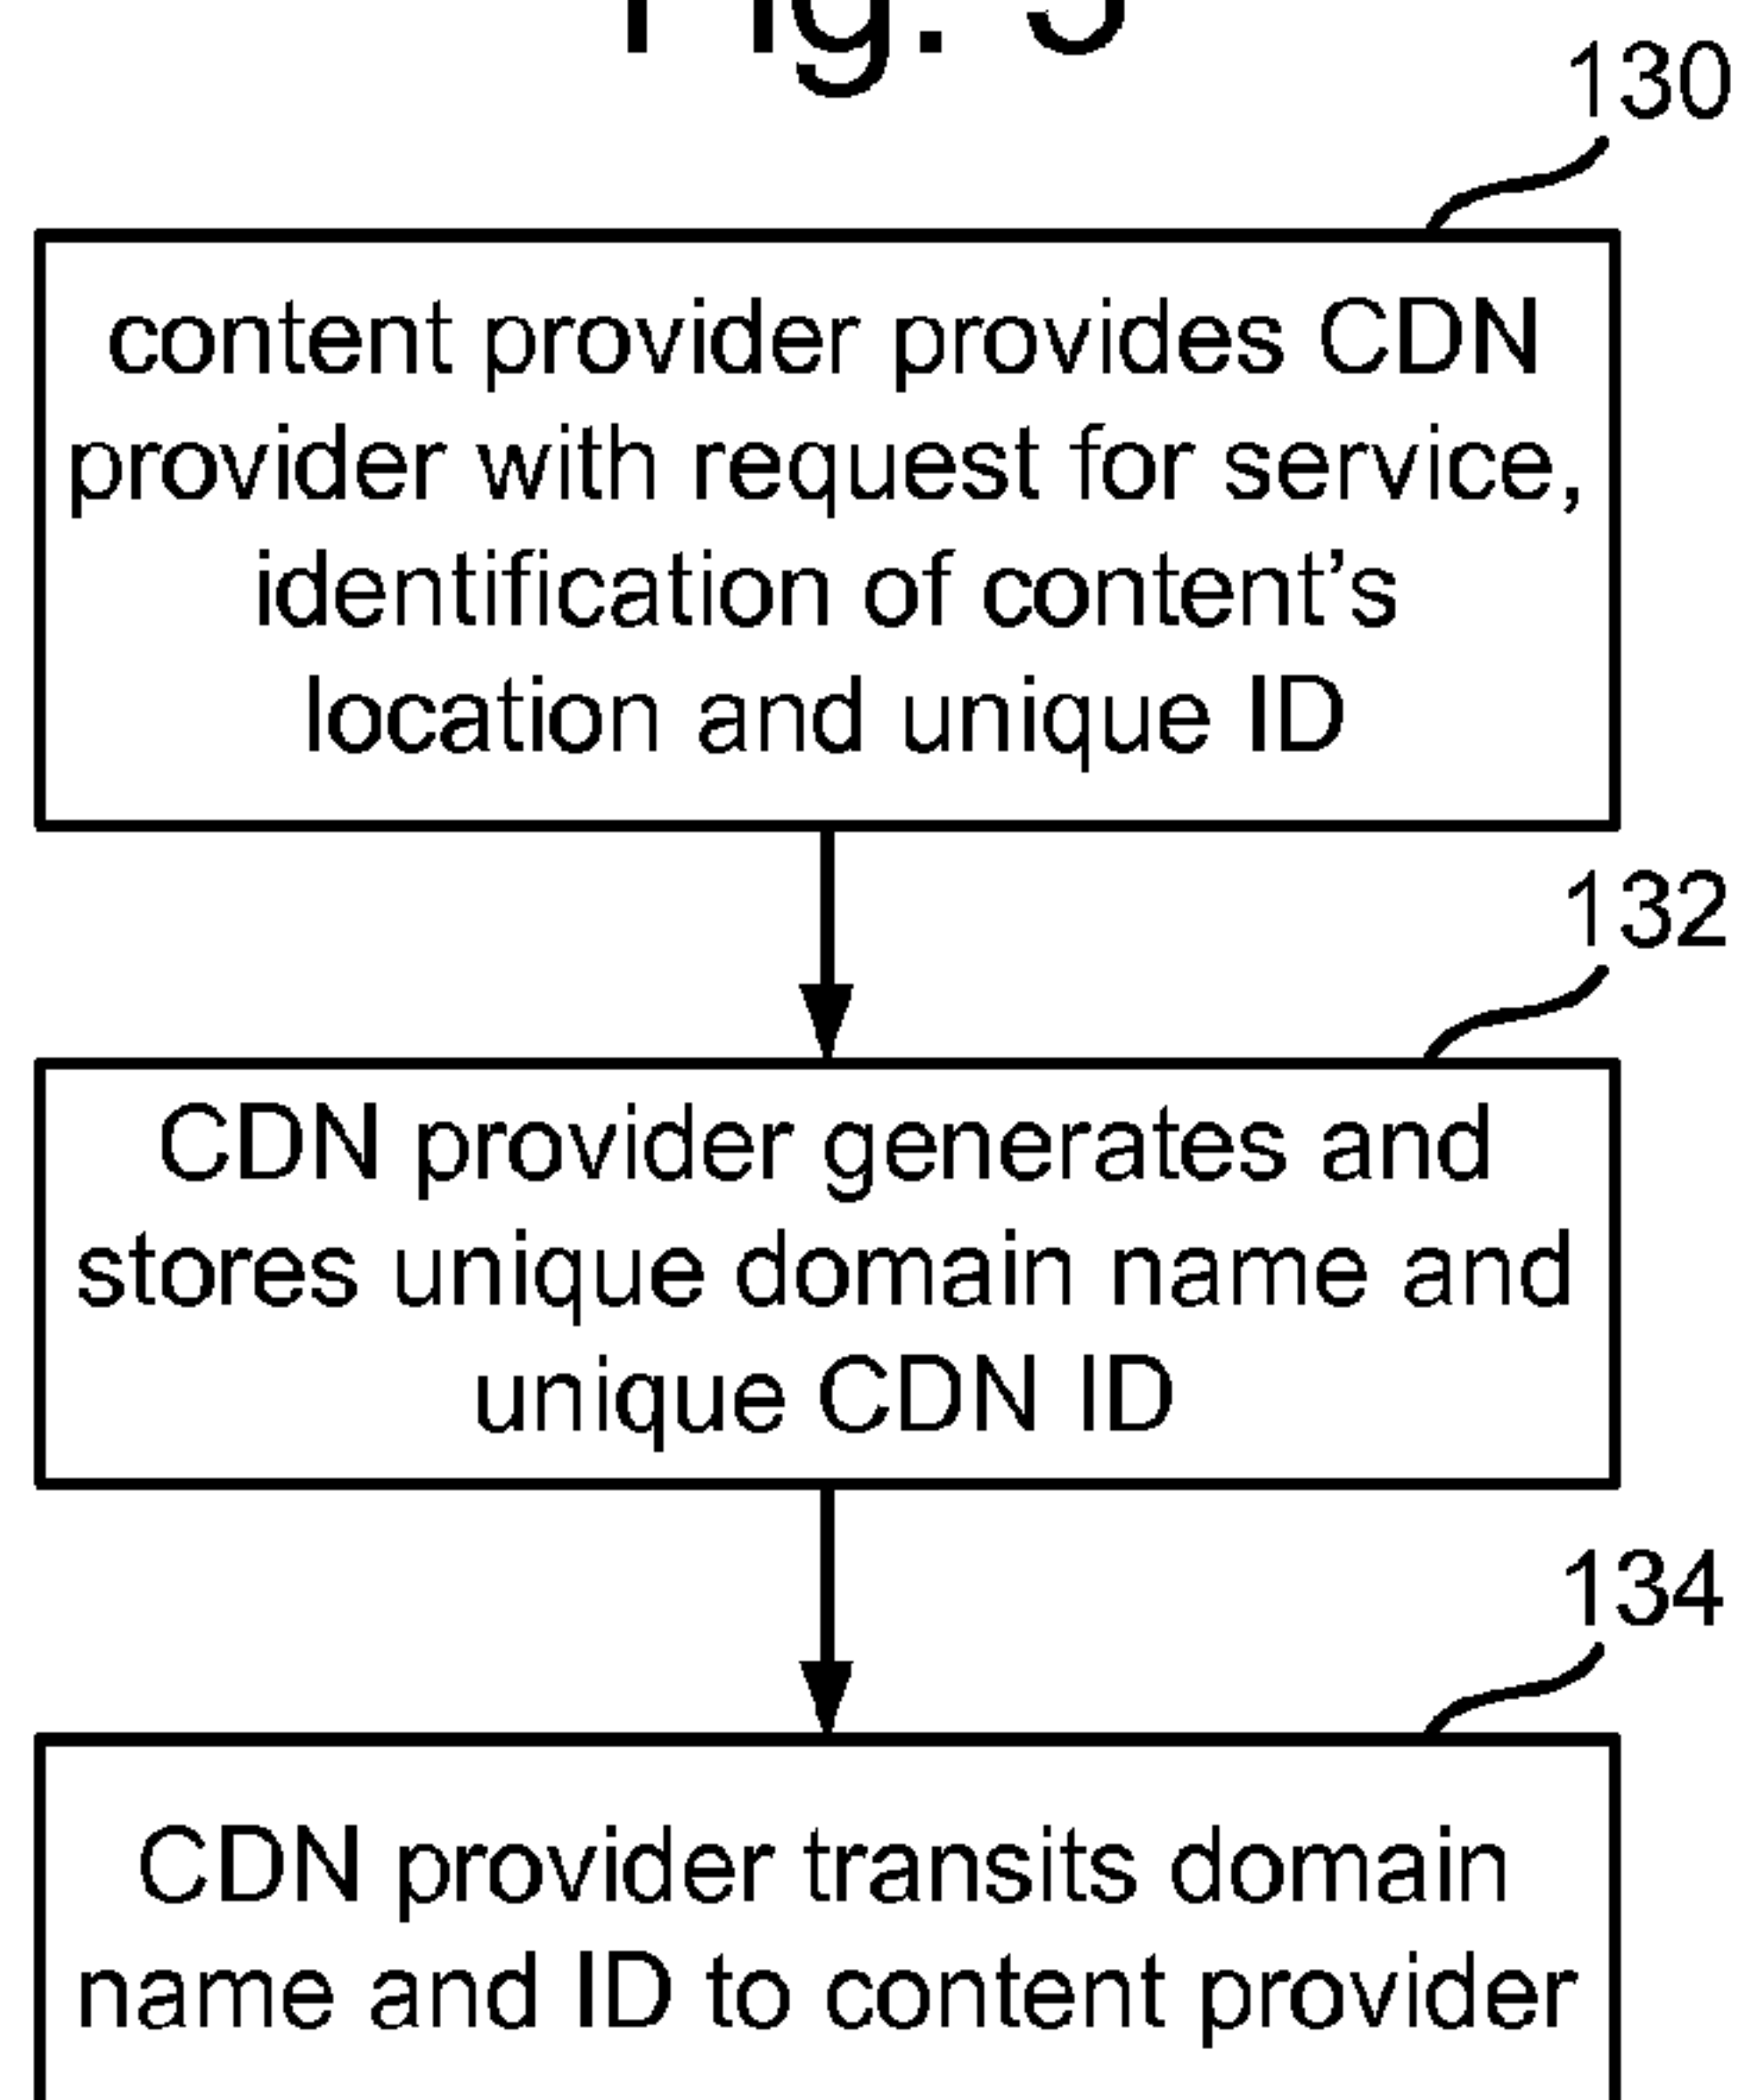 Fig. 5
130
content provider provides CDN
provider with request for service,
identification of content's
location and unique ID
132
CDN provider generates and
stores unique domain name and
unique CDN ID
134
CDN provider transits domain
name and ID to content provider